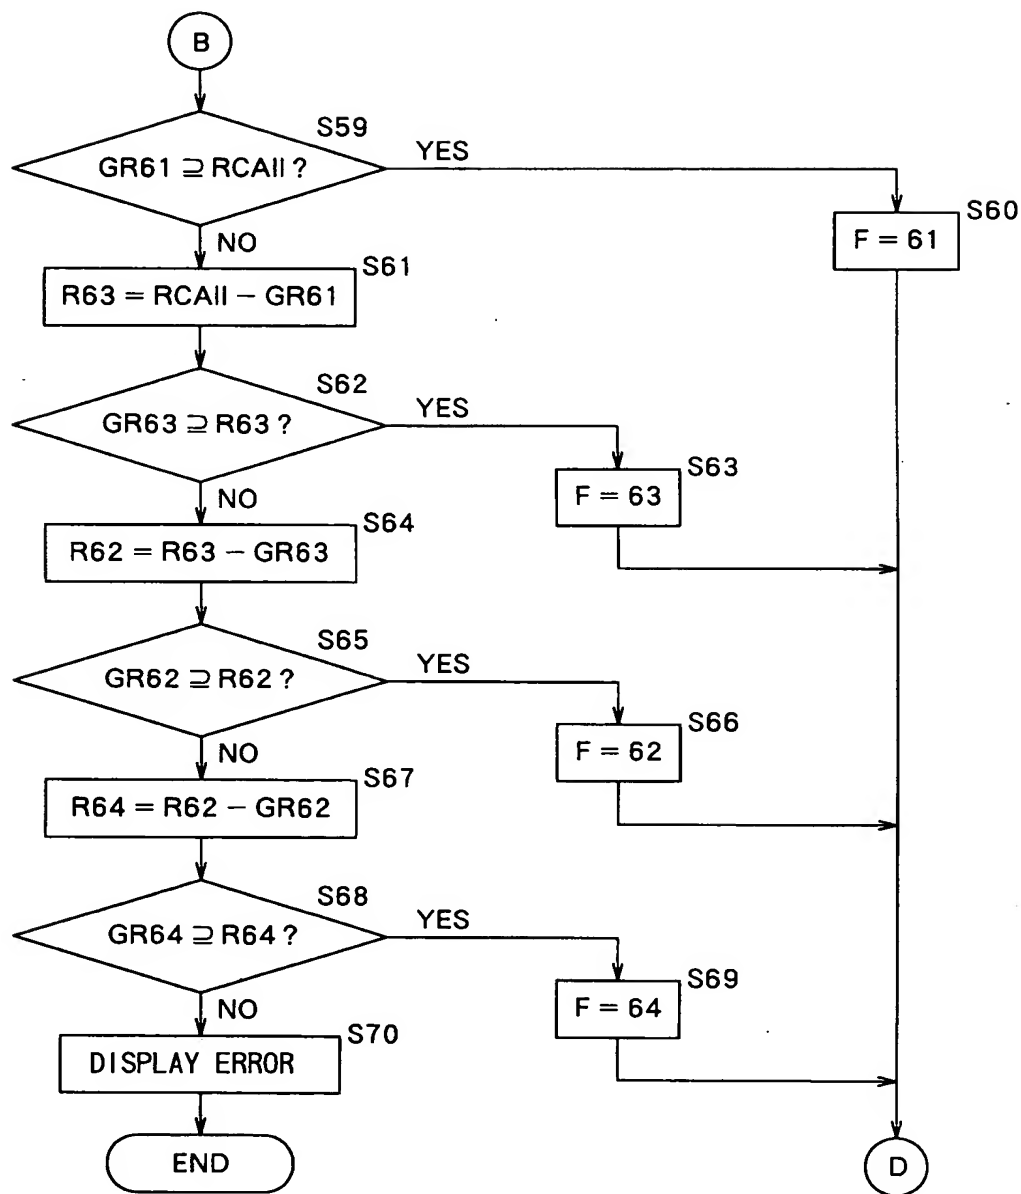 B
S59
GR61 ⊇ RCAll ?
YES
S60
F = 61
NO
S61
R63 = RCAll − GR61
S62
GR63 ⊇ R63 ?
YES
S63
F = 63
NO
S64
R62 = R63 − GR63
S65
GR62 ⊇ R62 ?
YES
S66
F = 62
NO
S67
R64 = R62 − GR62
S68
GR64 ⊇ R64 ?
YES
S69
F = 64
NO
S70
DISPLAY ERROR
END
D